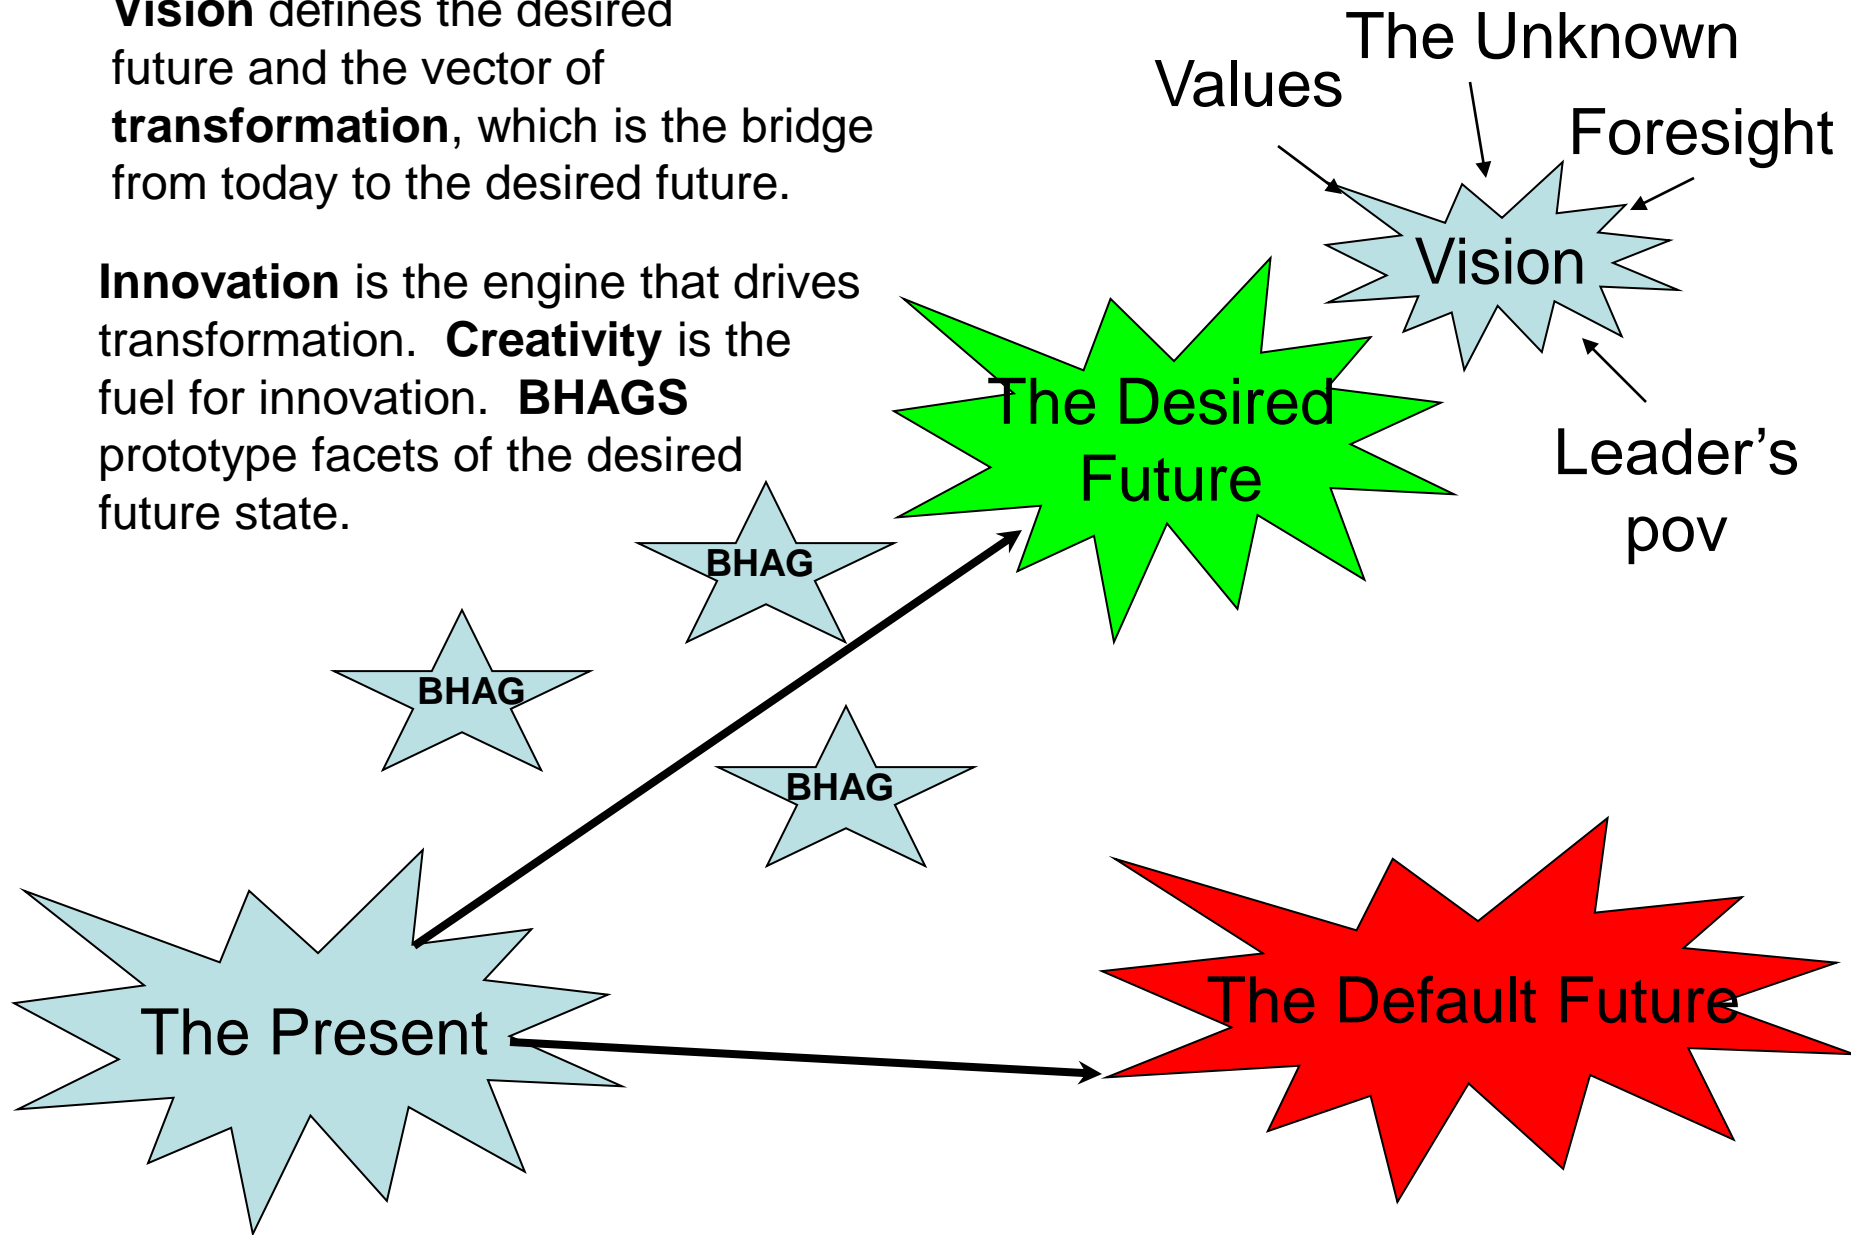 Vision defines the desired
future and the vector of
transformation, which is the bridge
from today to the desired future.
Innovation is the engine that drives
transformation.  Creativity is the
fuel for innovation.  BHAGS
prototype facets of the desired
future state.
The Unknown
Values
Foresight
Vision
Leader’s
pov
The Desired
Future
BHAG
BHAG
BHAG
The Present
The Default Future